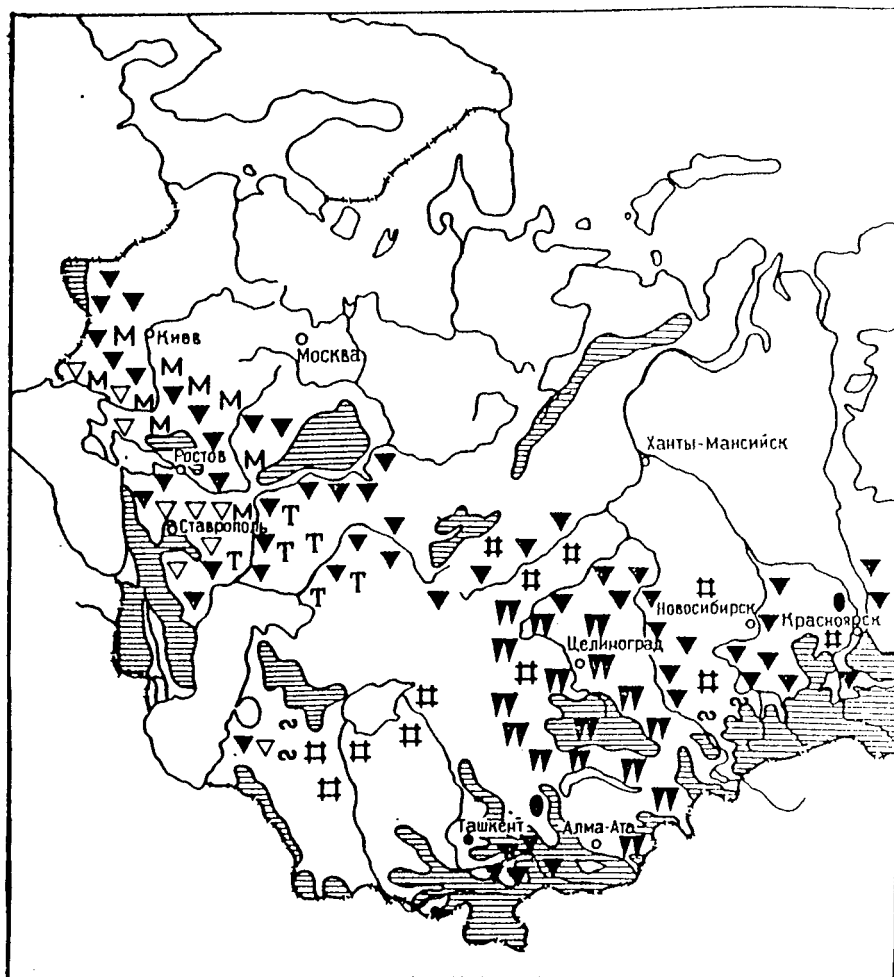 Киев
Москва
Ростов
Ханты-Мансийск
Ставрополь
Новосибирск
Красноярск
Целиноград
Ташкент
Алма-Ата